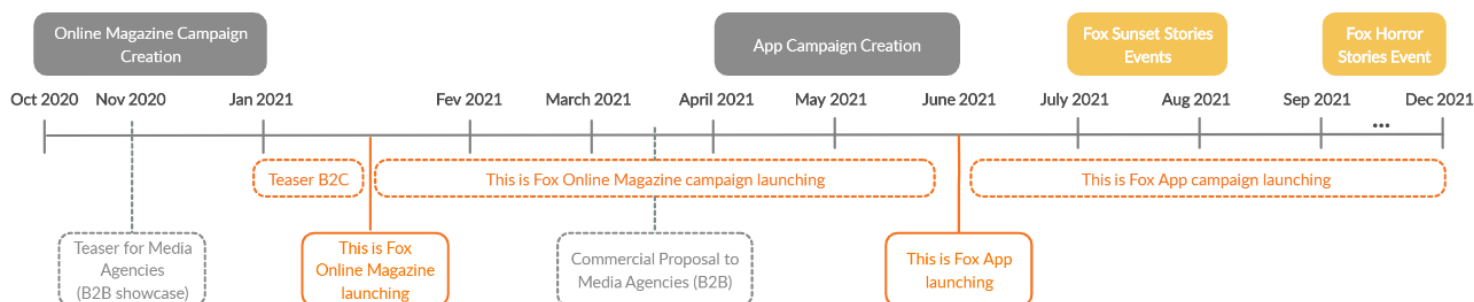 Online Magazine Campaign
Creation
App Campaign Creation
Fox Sunset Stories
Events
Fox Horror
Stories Event
Oct 2020
Nov 2020
Jan 2021
Fev 2021
March 2021
April 2021
May 2021
June 2021
July 2021
Aug 2021
Sep 2021
...
Dec 2021
Teaser B2C
This is Fox Online Magazine campaign launching
This is Fox App campaign launching
Teaser for Media
Agencies
(B2B showcase)
This is Fox
Online Magazine
launching
Commercial Proposal to
Media Agencies (B2B)
This is Fox App
launching